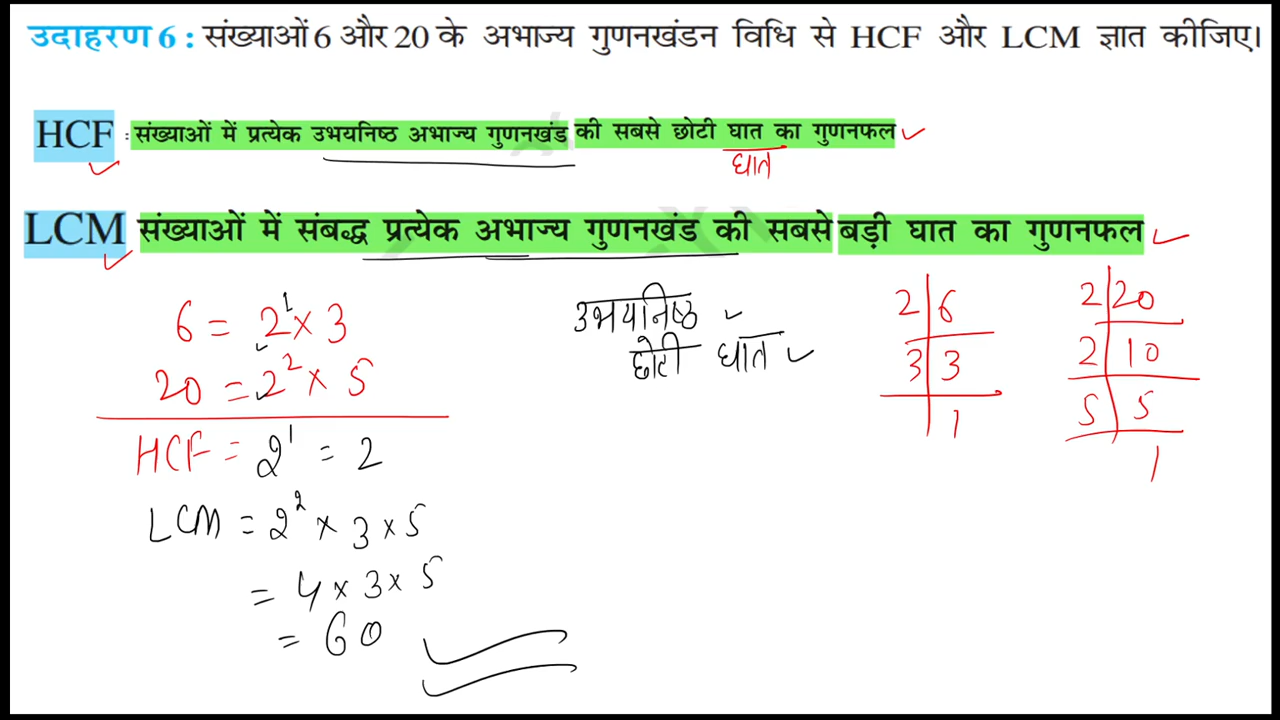 उदाहरण 6 : संख्याओं 6 और 20 के अभाज्य गुणनखंडन विधि से HCF और LCM ज्ञात कीजिए।
HCF : संख्याओं में प्रत्येक उभयनिष्ठ अभाज्य गुणनखंड की सबसे छोटी घात का गुणनफल
घात
LCM संख्याओं में संबद्ध प्रत्येक अभाज्य गुणनखंड की सबसे बड़ी घात का गुणनफल
6 = 2¹ × 3
20 = 2² × 5
HCF = 2¹ = 2
LCM = 2² × 3 × 5
= 4 × 3 × 5
= 60
उभयनिष्ठ
छोटी घात
2 | 6
3 | 3
| 1
2 | 20
2 | 10
5 | 5
1